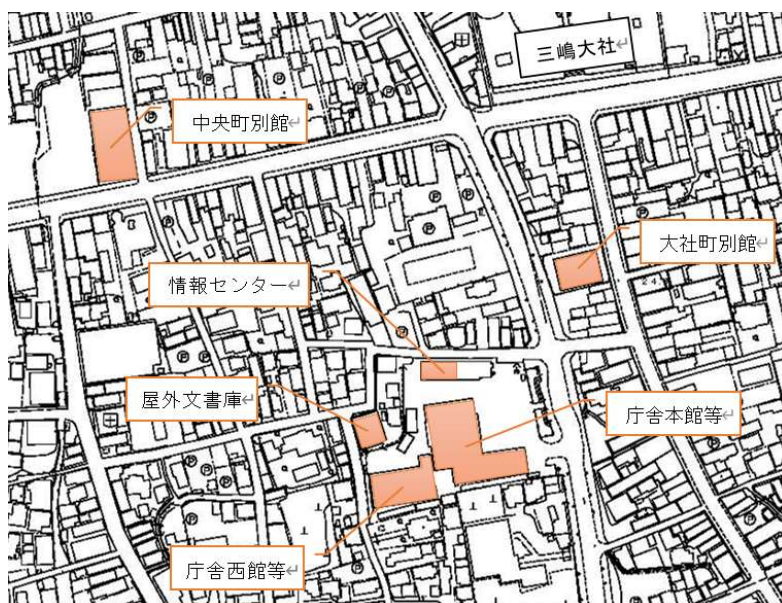 三嶋大社
中央町別館
大社町別館
情報センター
屋外文書庫
庁舎本館等
庁舎西館等